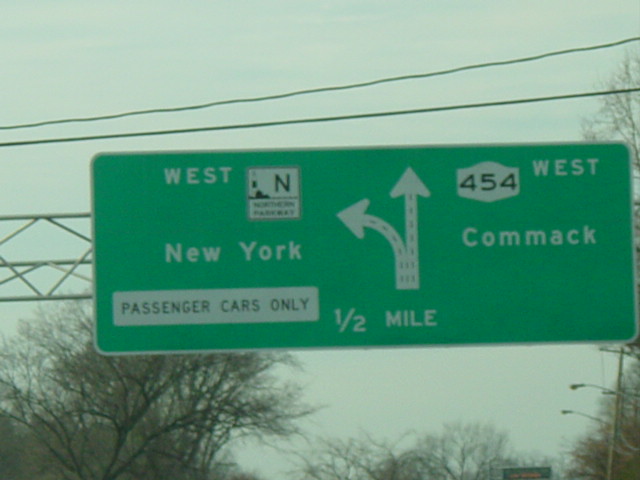 WEST N
NORTHERN
PARKWAY
New York
PASSENGER CARS ONLY
454 WEST
Commack
1/2 MILE